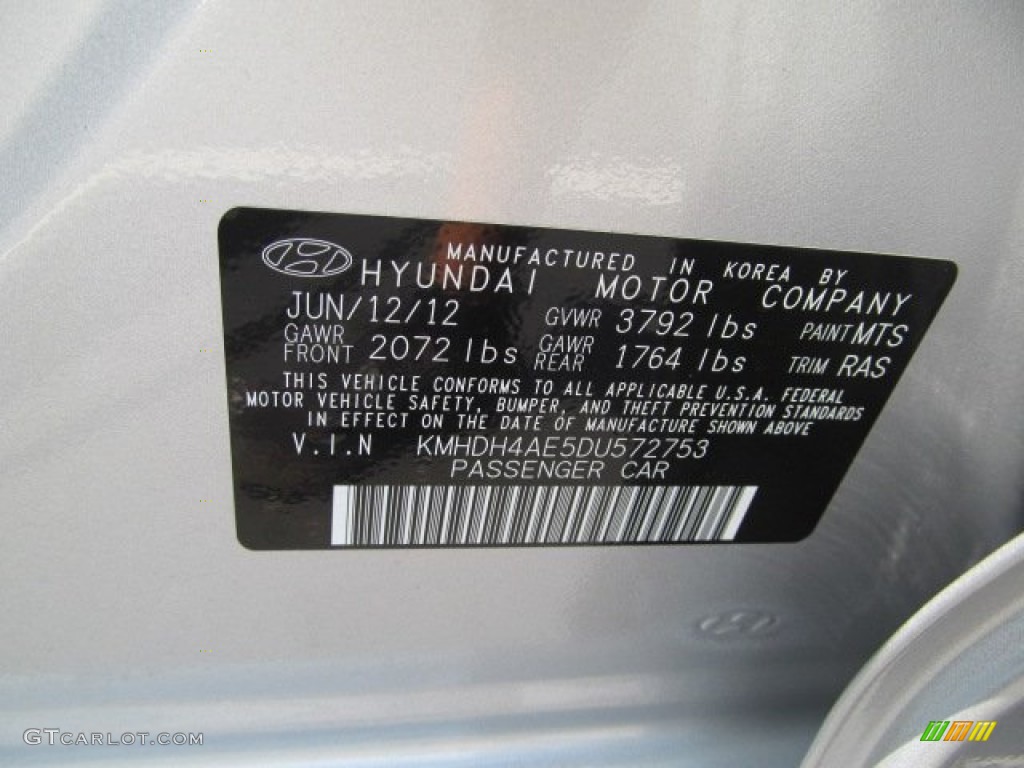 MANUFACTURED IN KOREA BY
HYUNDAI MOTOR COMPANY
JUN/12/12 GVWR 3792 lbs PAINT MTS
GAWR FRONT 2072 lbs GAWR REAR 1764 lbs TRIM RAS
THIS VEHICLE CONFORMS TO ALL APPLICABLE U.S.A. FEDERAL
MOTOR VEHICLE SAFETY, BUMPER, AND THEFT PREVENTION STANDARDS
IN EFFECT ON THE DATE OF MANUFACTURE SHOWN ABOVE
V.I.N KMHDH4AE5DU572753
PASSENGER CAR
GTCARLOT.COM